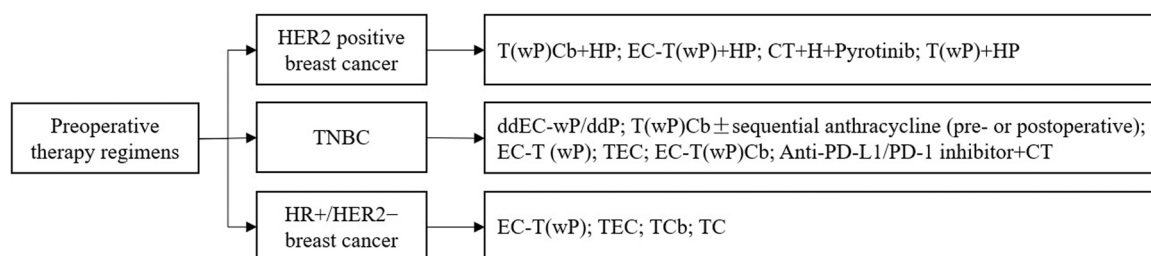 HER2 positive
breast cancer
T(wP)Cb+HP; EC-T(wP)+HP; CT+H+Pyrotinib; T(wP)+HP
Preoperative
therapy regimens
TNBC
ddEC-wP/ddP; T(wP)Cb±sequential anthracycline (pre- or postoperative);
EC-T (wP); TEC; EC-T(wP)Cb; Anti-PD-L1/PD-1 inhibitor+CT
HR+/HER2−
breast cancer
EC-T(wP); TEC; TCb; TC